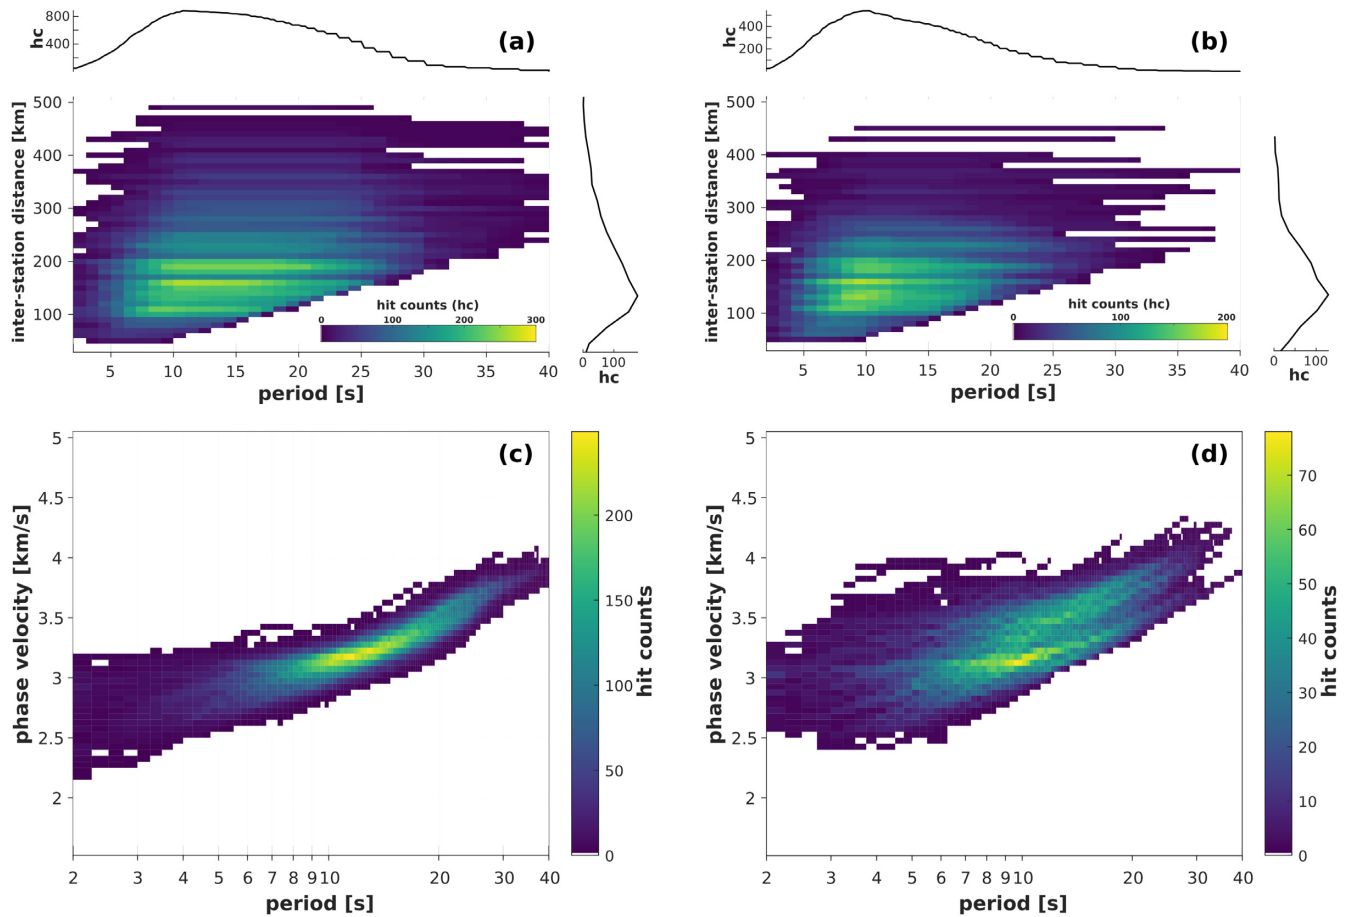 hc
800
400
(a)
inter-station distance [km]
500
400
300
200
100
hit counts (hc)
0 100 200 300
5 10 15 20 25 30 35 40
period [s]
0 100
hc
hc
400
200
(b)
inter-station distance [km]
500
400
300
200
100
hit counts (hc)
0 100 200
5 10 15 20 25 30 35 40
period [s]
0 100
hc
(c)
phase velocity [km/s]
5
4.5
4
3.5
3
2.5
2
2 3 4 5 6 7 8 9 10 20 40
period [s]
200
150
100
50
0
hit counts
(d)
phase velocity [km/s]
5
4.5
4
3.5
3
2.5
2
2 3 4 5 6 7 8 9 10 20 30 40
period [s]
70
60
50
40
30
20
10
0
hit counts